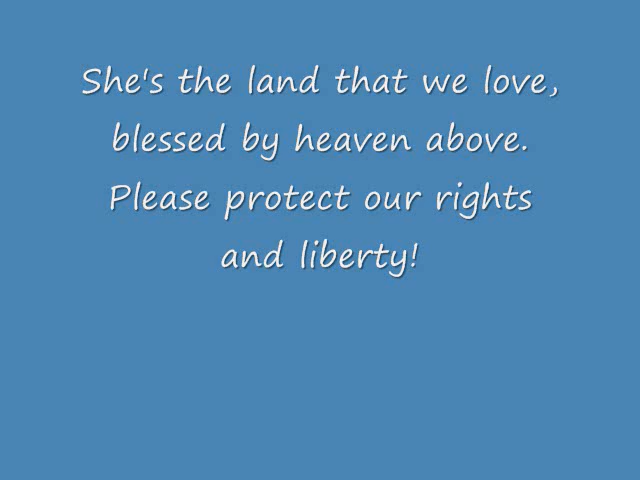 She's the land that we love,
blessed by heaven above.
Please protect our rights
and liberty!